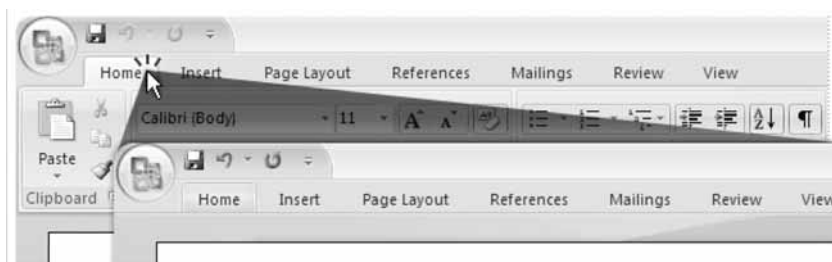 Home Insert Page Layout References Mailings Review View
Calibri (Body) 11 A A
Paste
Clipboard
Home Insert Page Layout References Mailings Review View